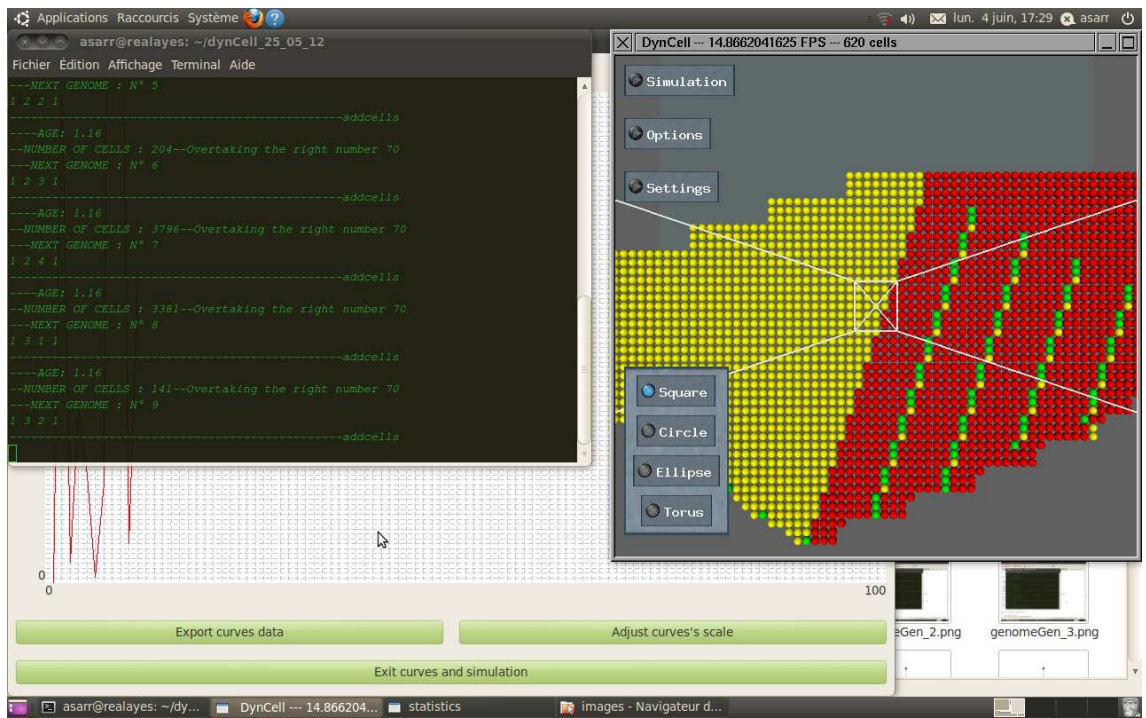 Applications Raccourcis Système
lun. 4 juin, 17:29 asarr
asarr@realayes: ~/dynCell_25_05_12
Fichier Édition Affichage Terminal Aide
---NEXT GENOME : N° 5
1 2 2 1
------------------------------------------------addcells
----AGE: 1.16
--NUMBER OF CELLS : 204--Overtaking the right number 70
---NEXT GENOME : N° 6
1 2 3 1
------------------------------------------------addcells
----AGE: 1.16
--NUMBER OF CELLS : 3796--Overtaking the right number 70
---NEXT GENOME : N° 7
1 2 4 1
------------------------------------------------addcells
----AGE: 1.16
--NUMBER OF CELLS : 3381--Overtaking the right number 70
---NEXT GENOME : N° 8
1 3 1 1
------------------------------------------------addcells
----AGE: 1.16
--NUMBER OF CELLS : 141--Overtaking the right number 70
---NEXT GENOME : N° 9
1 3 2 1
------------------------------------------------addcells
DynCell --- 14.8662041625 FPS --- 620 cells
Simulation
Options
Settings
Square
Circle
Ellipse
Torus
0
0
100
Export curves data
Adjust curves's scale
Exit curves and simulation
eGen_2.png
genomeGen_3.png
asarr@realayes: ~/dy...
DynCell --- 14.866204...
statistics
images - Navigateur d...